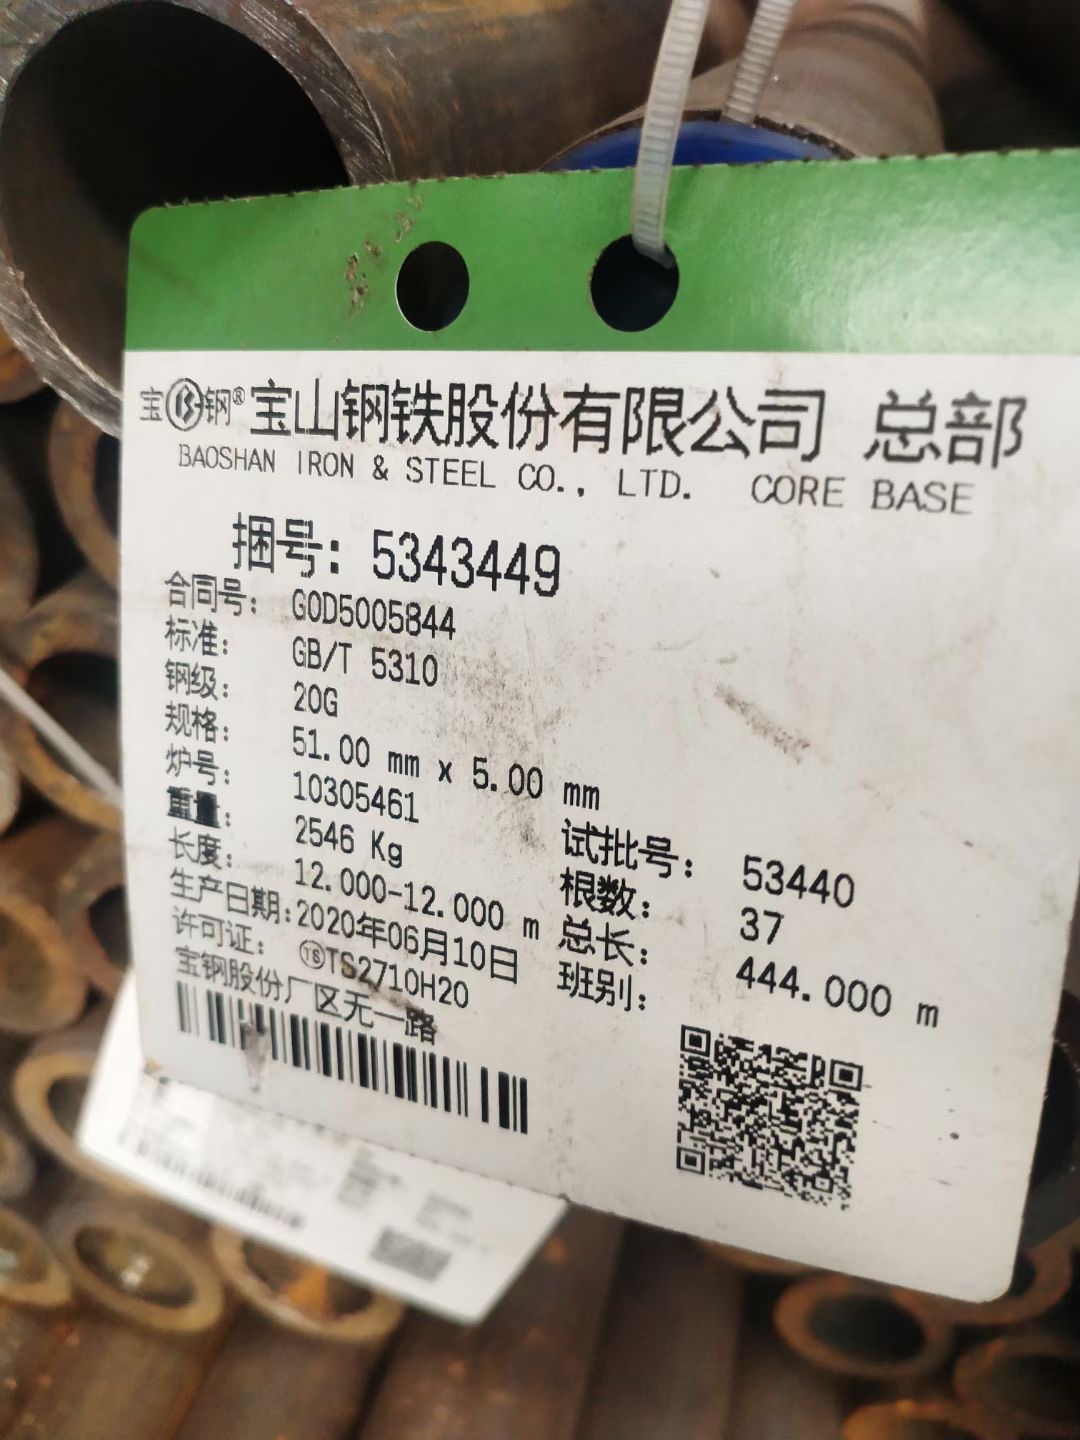 宝钢® 宝山钢铁股份有限公司 总部
BAOSHAN IRON & STEEL CO., LTD. CORE BASE
捆号: 5343449
合同号: GOD5005844
标准: GB/T 5310
钢级: 20G
规格: 51.00 mm x 5.00 mm
炉号: 10305461 试批号: 53440
重量: 2546 Kg 根数: 37
长度: 12.000-12.000 m 总长: 444.000 m
生产日期: 2020年06月10日 班别:
许可证: TS TS2710H20
宝钢股份厂区无一路